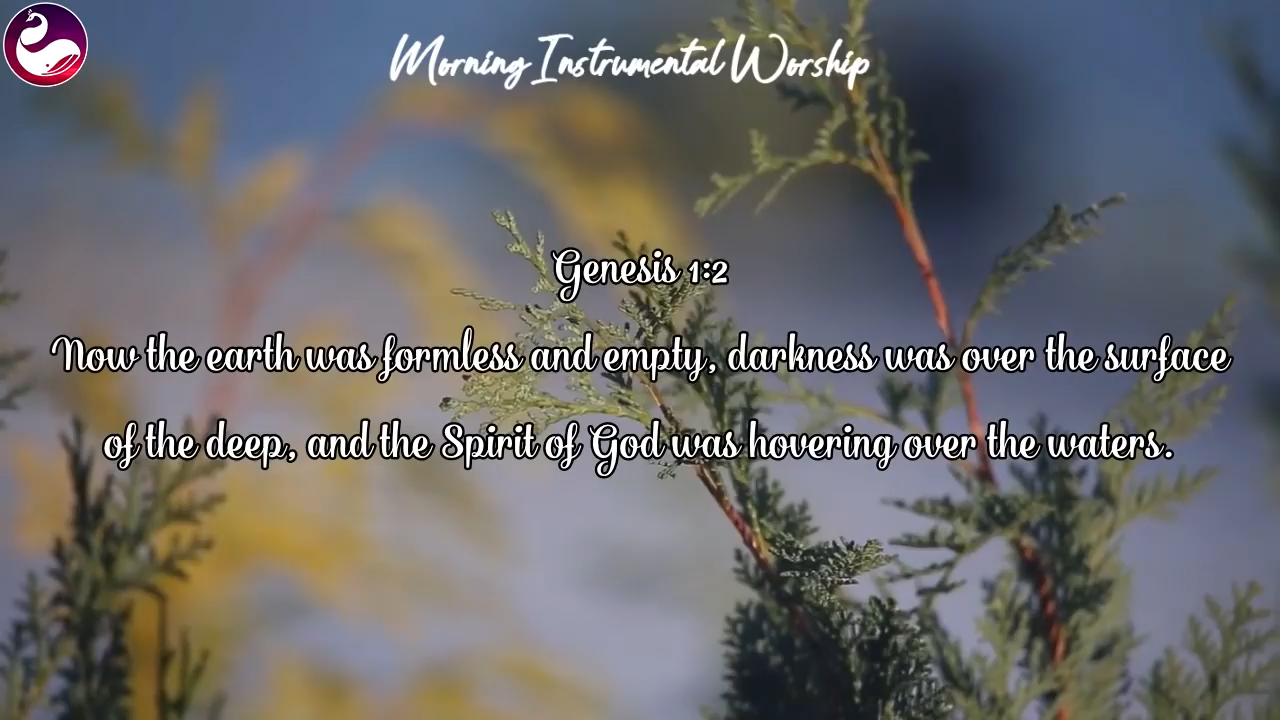 Morning Instrumental Worship
Genesis 1:2
Now the earth was formless and empty, darkness was over the surface
of the deep, and the Spirit of God was hovering over the waters.